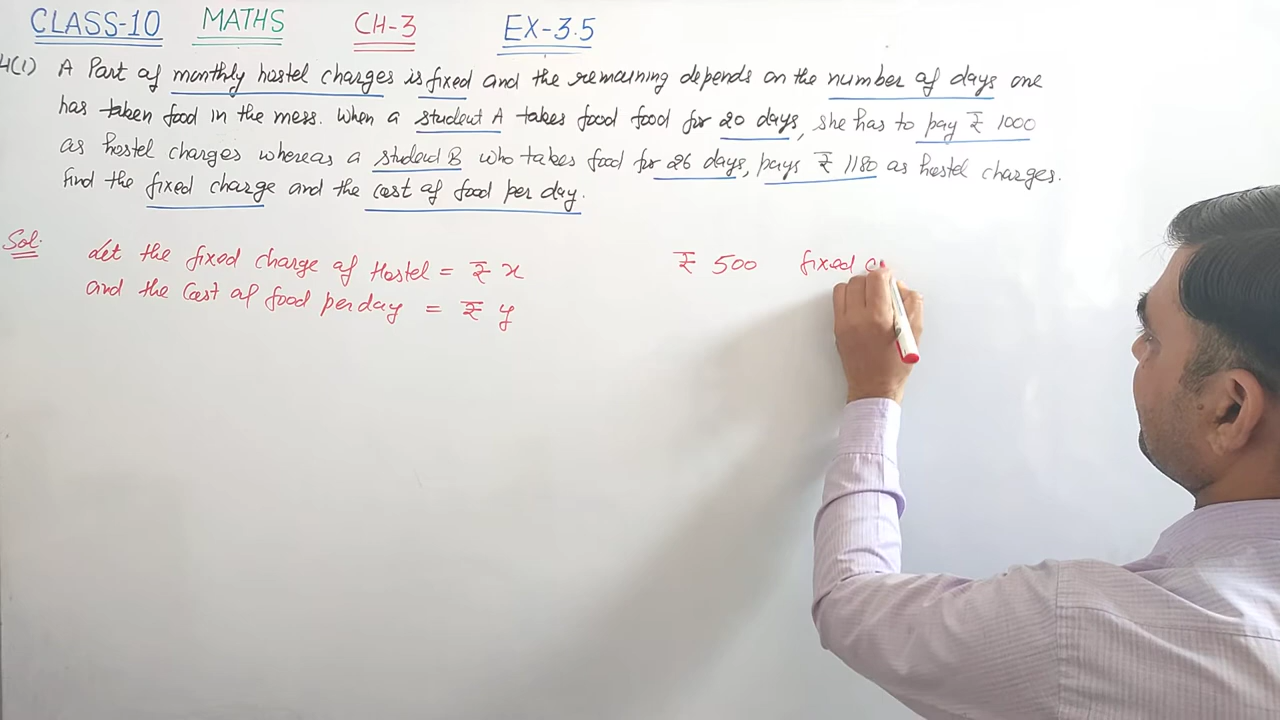 CLASS-10 MATHS CH-3 EX-3.5
4(1) A Part of monthly hostel charges is fixed and the remaining depends on the number of days one
has taken food in the mess. When a student A takes food food for 20 days, she has to pay ₹ 1000
as hostel charges whereas a student B who takes food for 26 days, pays ₹ 1180 as hostel charges.
find the fixed charge and the cost of food per day.
Sol. Let the fixed charge of Hostel = ₹ x
and the Cost of food per day = ₹ y
₹ 500 fixed c